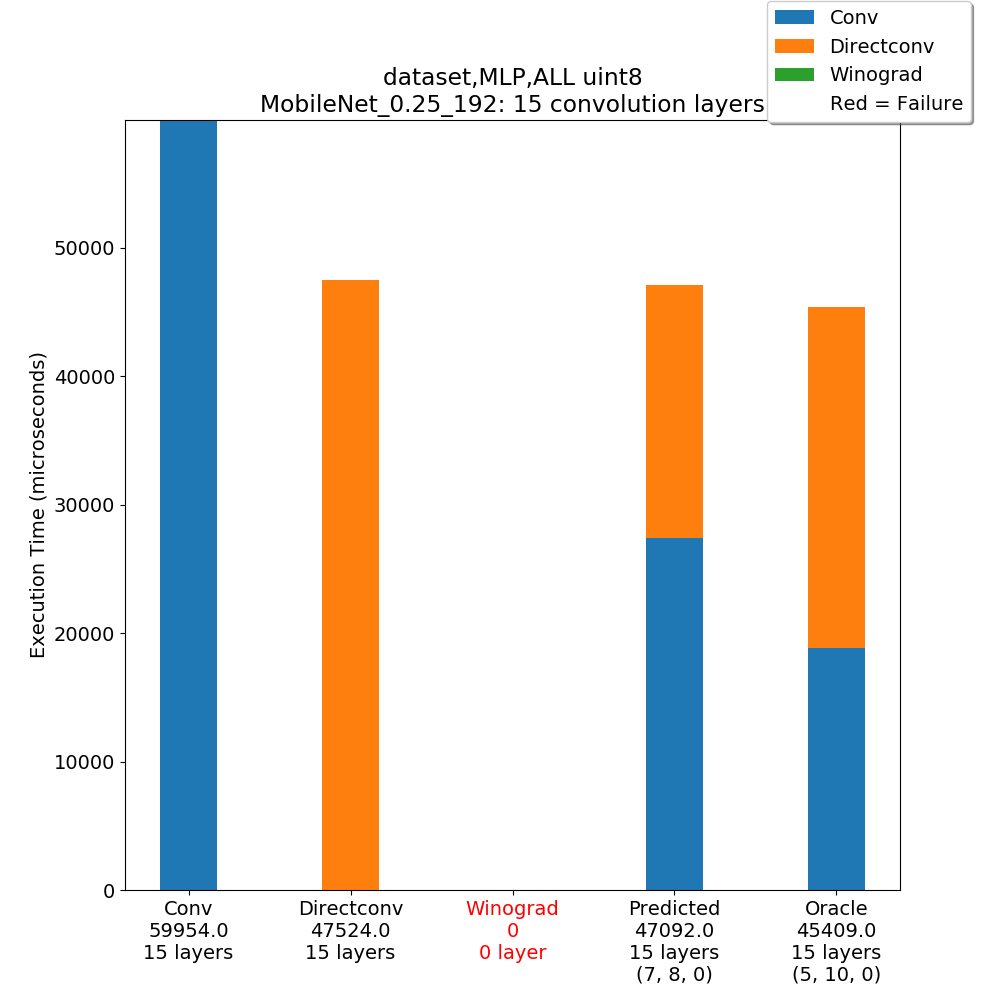 Conv
Directconv
Winograd
Red = Failure
dataset,MLP,ALL uint8
MobileNet_0.25_192: 15 convolution layers
Execution Time (microseconds)
50000
40000
30000
20000
10000
0
Conv
59954.0
15 layers
Directconv
47524.0
15 layers
Winograd
0
0 layer
Predicted
47092.0
15 layers
(7, 8, 0)
Oracle
45409.0
15 layers
(5, 10, 0)